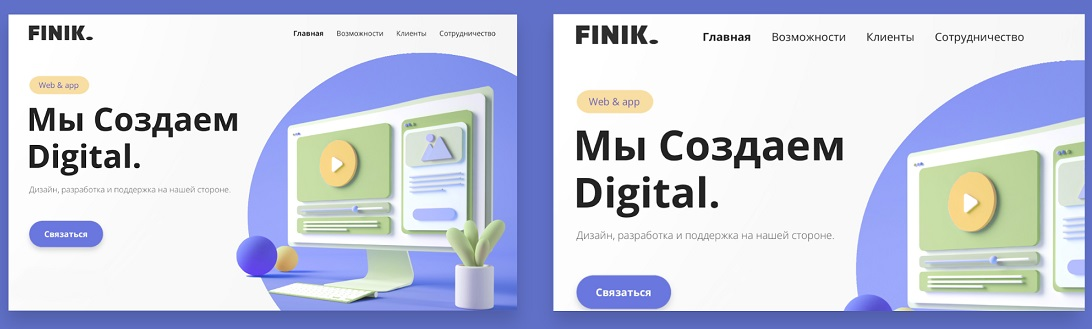 FINIK.
Главная Возможности Клиенты Сотрудничество
Web & app
Мы Создаем
Digital.
Дизайн, разработка и поддержка на нашей стороне.
Связаться
FINIK.
Главная Возможности Клиенты Сотрудничество
Web & app
Мы Создаем
Digital.
Дизайн, разработка и поддержка на нашей стороне.
Связаться